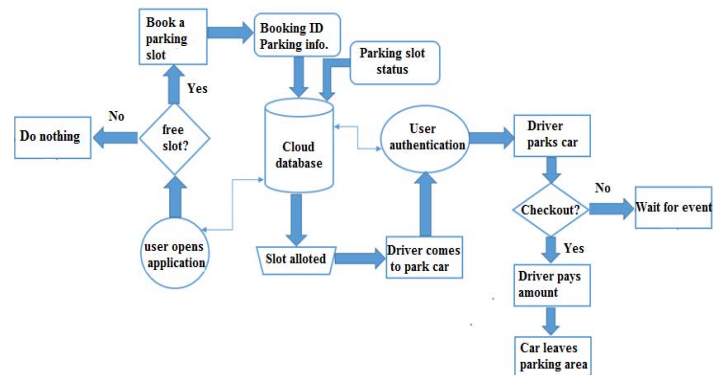 Book a
parking
slot
Booking ID
Parking info.
Parking slot
status
Yes
No
Do nothing
free
slot?
Cloud
database
User
authentication
Driver
parks car
No
Checkout?
Wait for event
user opens
application
Slot alloted
Driver comes
to park car
Yes
Driver pays
amount
Car leaves
parking area